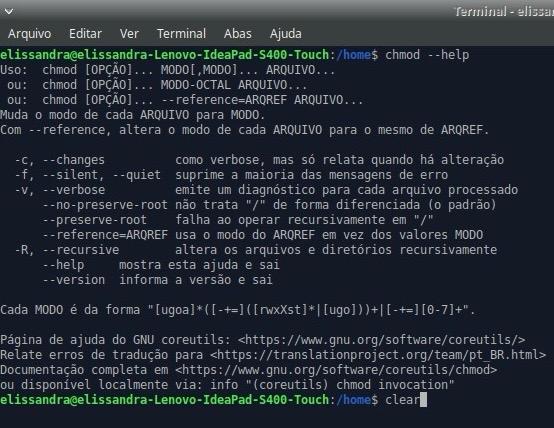 Terminal - elissa
Arquivo Editar Ver Terminal Abas Ajuda
elissandra@elissandra-Lenovo-IdeaPad-S400-Touch:/home$ chmod --help
Uso:  chmod [OPÇÃO]... MODO[,MODO]... ARQUIVO...
 ou:  chmod [OPÇÃO]... MODO-OCTAL ARQUIVO...
 ou:  chmod [OPÇÃO]... --reference=ARQREF ARQUIVO...
Muda o modo de cada ARQUIVO para MODO.
Com --reference, altera o modo de cada ARQUIVO para o mesmo de ARQREF.
  -c, --changes          como verbose, mas só relata quando há alteração
  -f, --silent, --quiet  suprime a maioria das mensagens de erro
  -v, --verbose          emite um diagnóstico para cada arquivo processado
      --no-preserve-root não trata "/" de forma diferenciada (o padrão)
      --preserve-root    falha ao operar recursivamente em "/"
      --reference=ARQREF usa o modo do ARQREF em vez dos valores MODO
  -R, --recursive        altera os arquivos e diretórios recursivamente
      --help     mostra esta ajuda e sai
      --version  informa a versão e sai
Cada MODO é da forma "[ugoa]*([-+=]([rwxXst]*|[ugo]))+|[-+=][0-7]+".
Página de ajuda do GNU coreutils: <https://www.gnu.org/software/coreutils/>
Relate erros de tradução para <https://translationproject.org/team/pt_BR.html>
Documentação completa em <https://www.gnu.org/software/coreutils/chmod>
ou disponível localmente via: info "(coreutils) chmod invocation"
elissandra@elissandra-Lenovo-IdeaPad-S400-Touch:/home$ clear